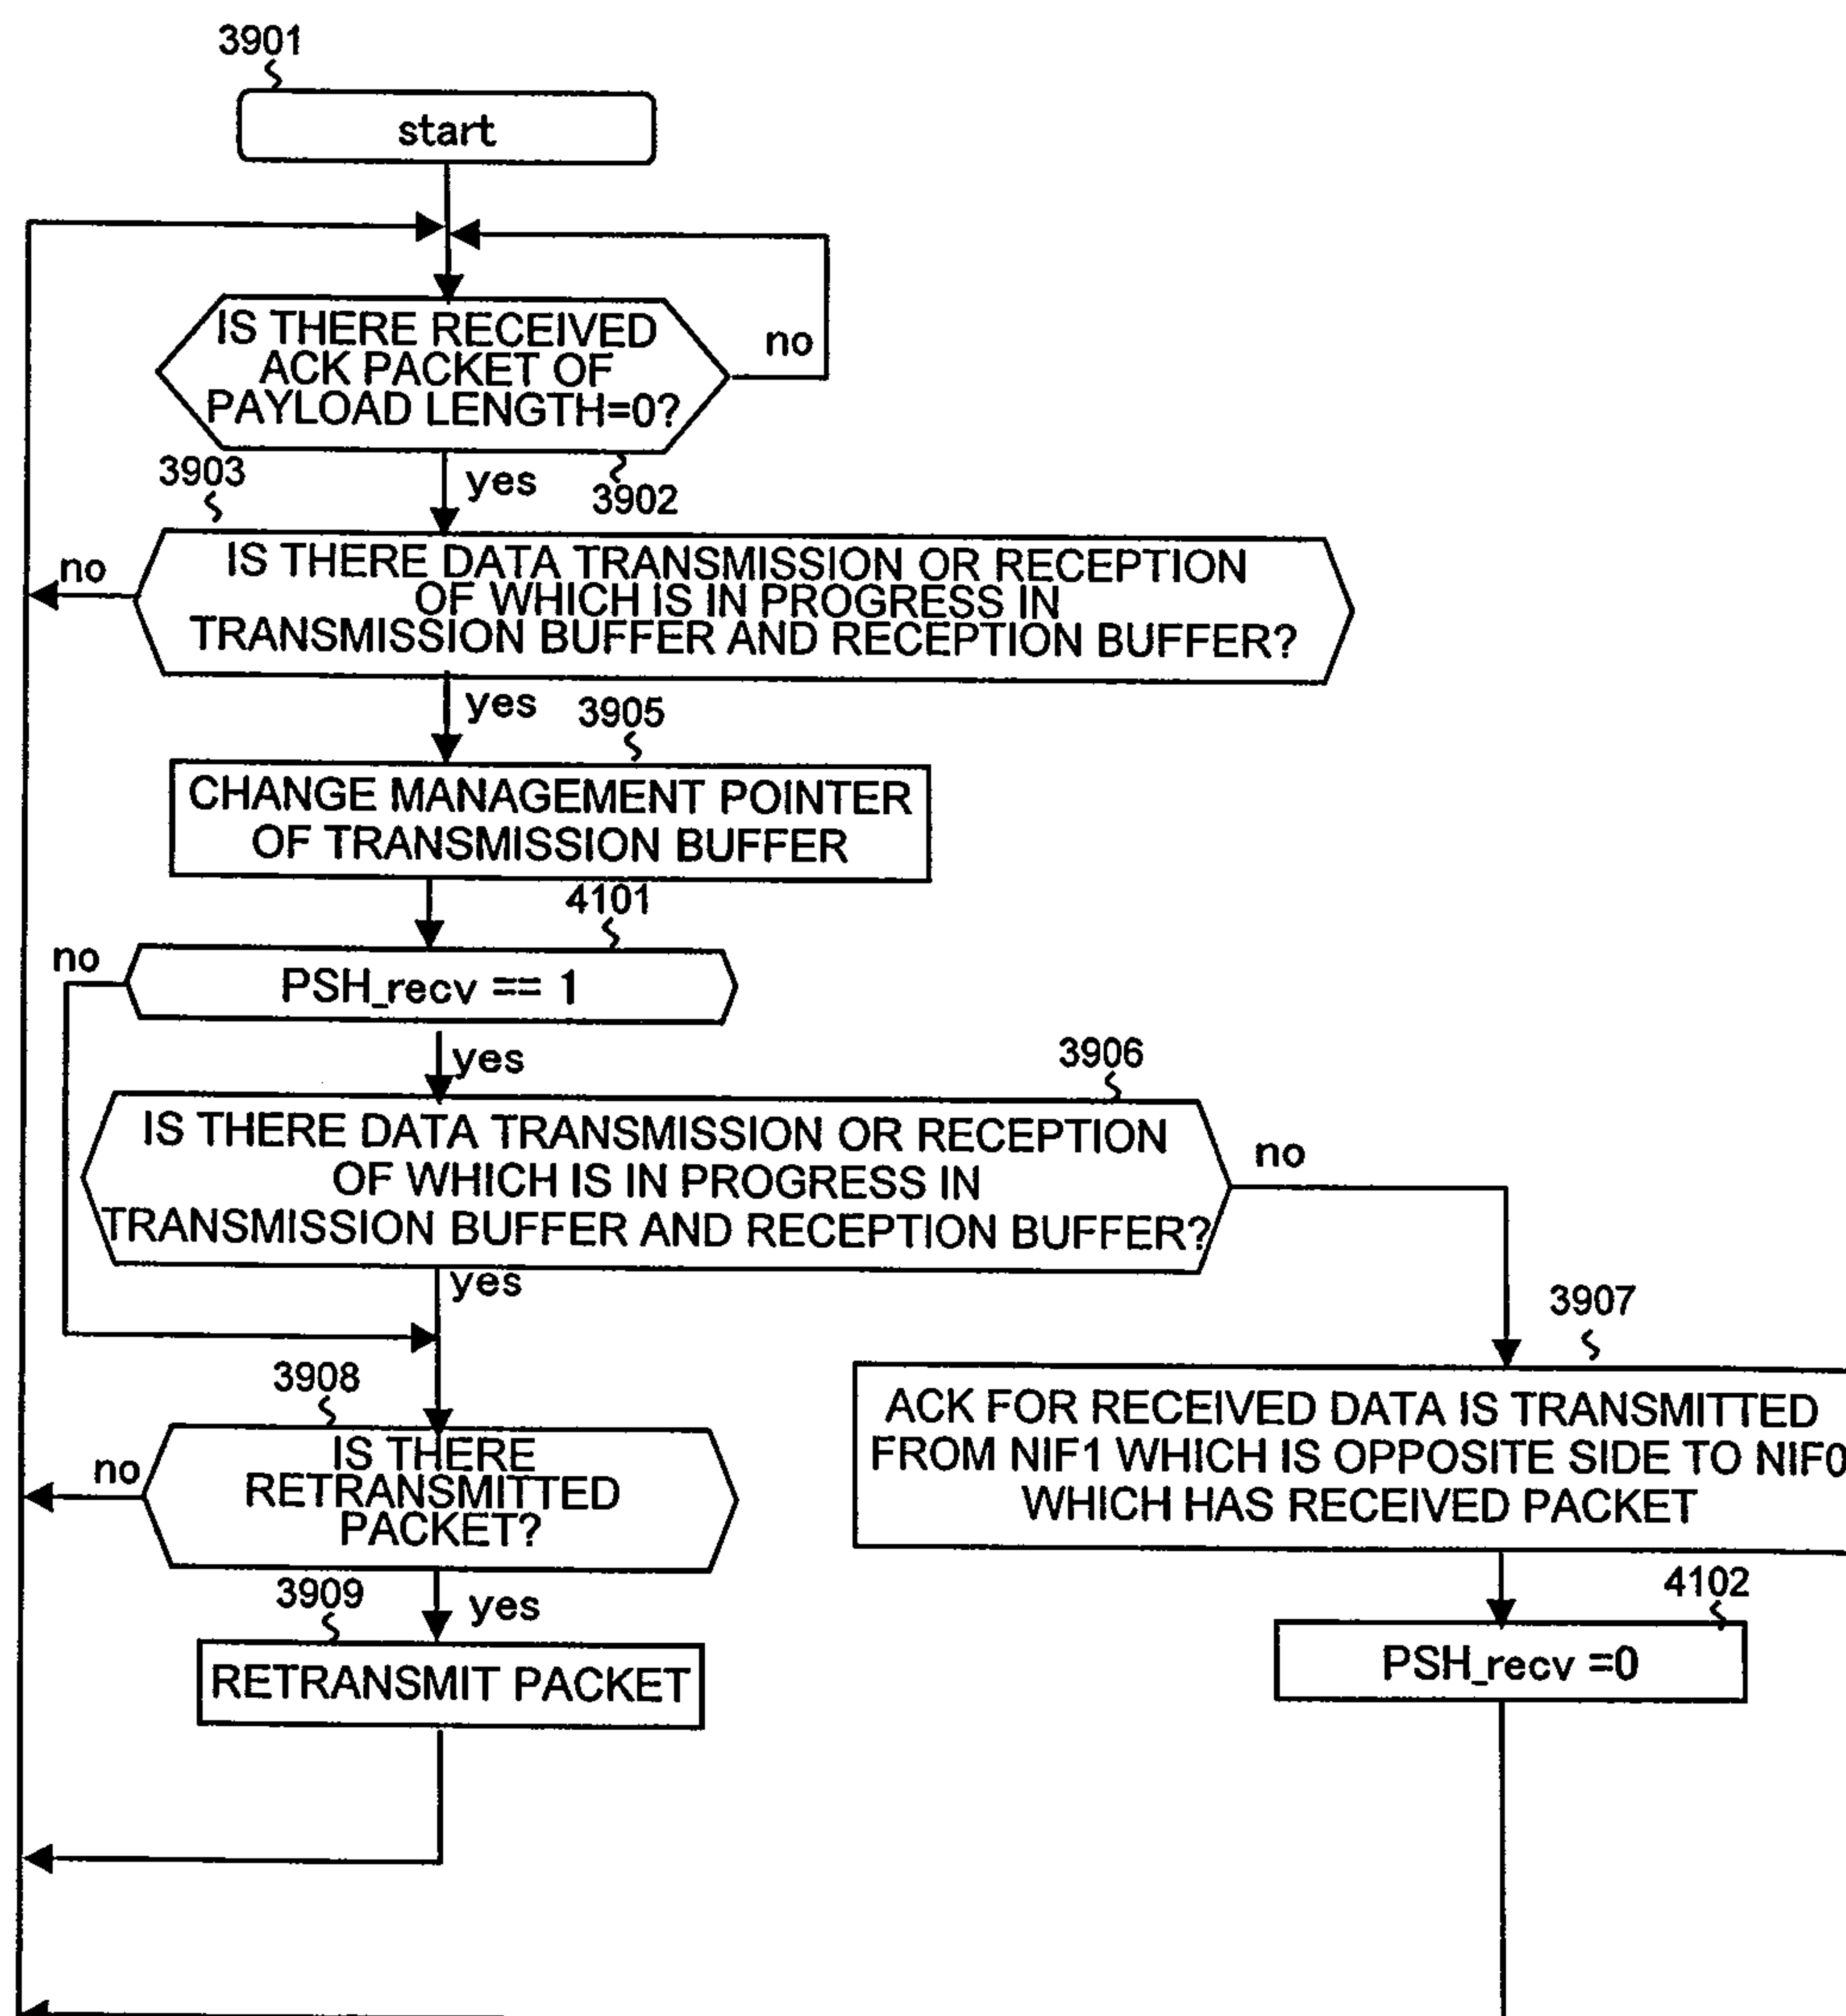 3901
start
IS THERE RECEIVED
ACK PACKET OF
PAYLOAD LENGTH=0?
no
3903
yes
3902
no
IS THERE DATA TRANSMISSION OR RECEPTION
OF WHICH IS IN PROGRESS IN
TRANSMISSION BUFFER AND RECEPTION BUFFER?
yes
3905
CHANGE MANAGEMENT POINTER
OF TRANSMISSION BUFFER
4101
no
PSH_recv == 1
yes
3906
IS THERE DATA TRANSMISSION OR RECEPTION
OF WHICH IS IN PROGRESS IN
TRANSMISSION BUFFER AND RECEPTION BUFFER?
no
yes
3907
3908
ACK FOR RECEIVED DATA IS TRANSMITTED
FROM NIF1 WHICH IS OPPOSITE SIDE TO NIF0
WHICH HAS RECEIVED PACKET
no
IS THERE
RETRANSMITTED
PACKET?
3909
yes
4102
RETRANSMIT PACKET
PSH_recv =0